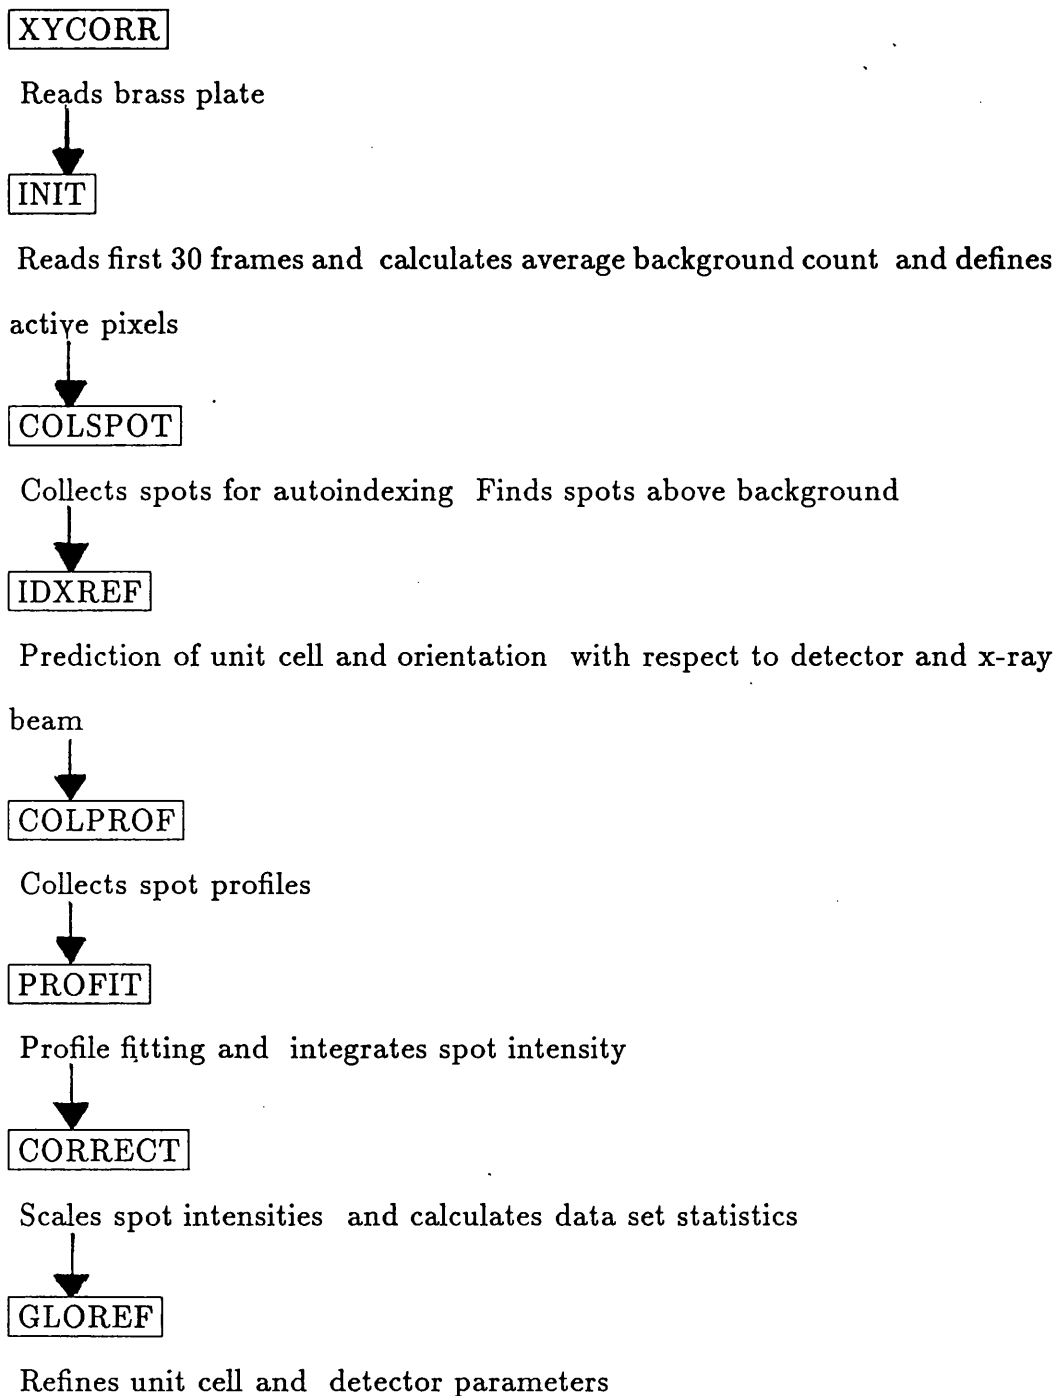 XYCORR
Reads brass plate
INIT
Reads first 30 frames and calculates average background count and defines
active pixels
COLSPOT
Collects spots for autoindexing Finds spots above background
IDXREF
Prediction of unit cell and orientation with respect to detector and x-ray
beam
COLPROF
Collects spot profiles
PROFIT
Profile fitting and integrates spot intensity
CORRECT
Scales spot intensities and calculates data set statistics
GLOREF
Refines unit cell and detector parameters